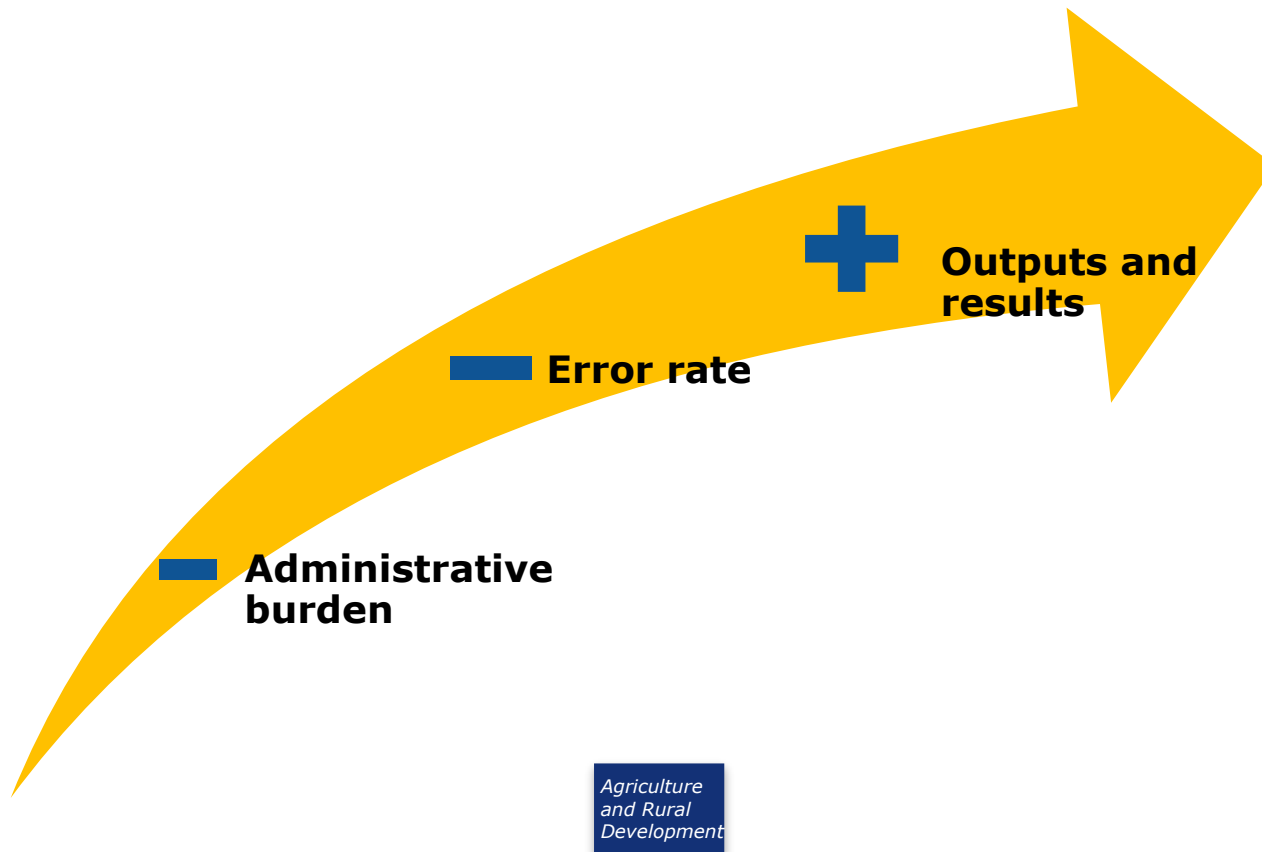 Outputs and
results
Error rate
Administrative
burden
Agriculture
and Rural
Development